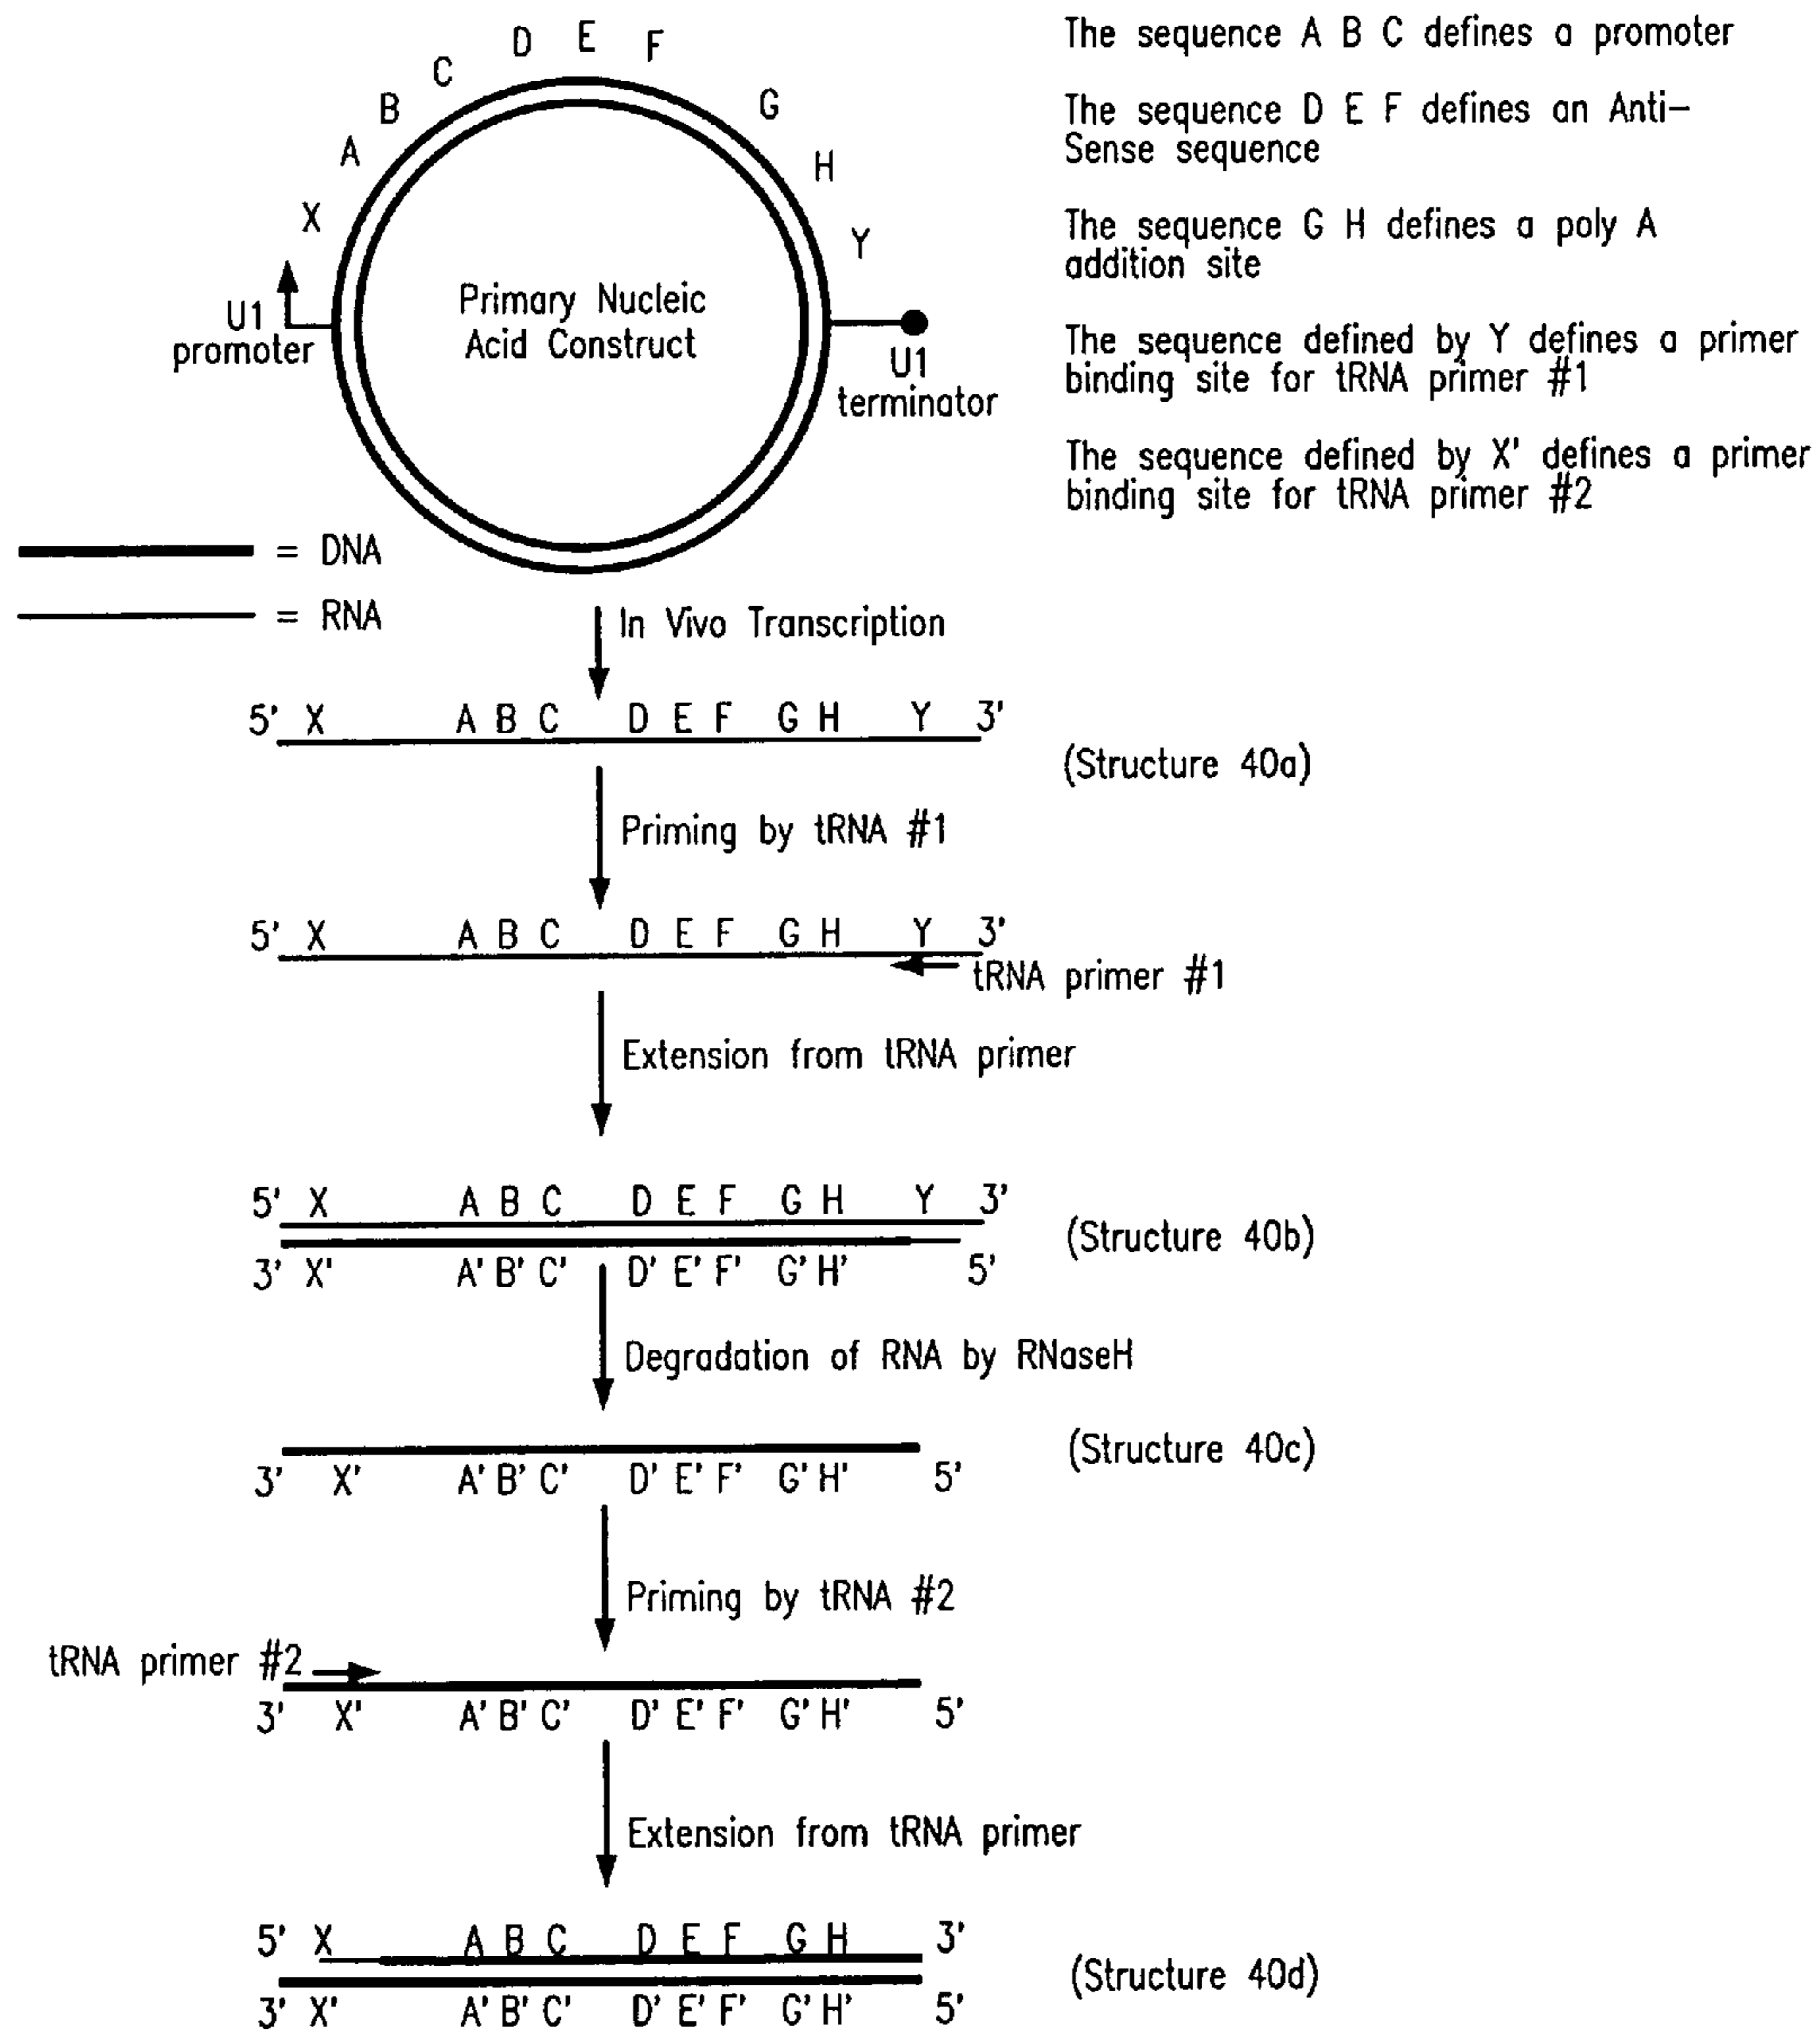 D E F
C
B
A
G
H
X
Y
U1
promoter
Primary Nucleic
Acid Construct
U1
terminator
The sequence A B C defines a promoter
The sequence D E F defines an Anti-
Sense sequence
The sequence G H defines a poly A
addition site
The sequence defined by Y defines a primer
binding site for tRNA primer #1
The sequence defined by X' defines a primer
binding site for tRNA primer #2
= DNA
= RNA
In Vivo Transcription
5' X A B C D E F G H Y 3'
(Structure 40a)
Priming by tRNA #1
5' X A B C D E F G H Y 3'
tRNA primer #1
Extension from tRNA primer
5' X A B C D E F G H Y 3'
(Structure 40b)
3' X' A' B' C' D' E' F' G' H' 5'
Degradation of RNA by RNaseH
(Structure 40c)
3' X' A' B' C' D' E' F' G' H' 5'
Priming by tRNA #2
tRNA primer #2
3' X' A' B' C' D' E' F' G' H' 5'
Extension from tRNA primer
5' X A B C D E F G H 3'
(Structure 40d)
3' X' A' B' C' D' E' F' G' H' 5'